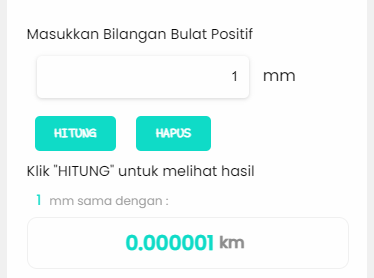 Masukkan Bilangan Bulat Positif
1 mm
HITUNG HAPUS
Klik "HITUNG" untuk melihat hasil
1 mm sama dengan :
0.000001 km